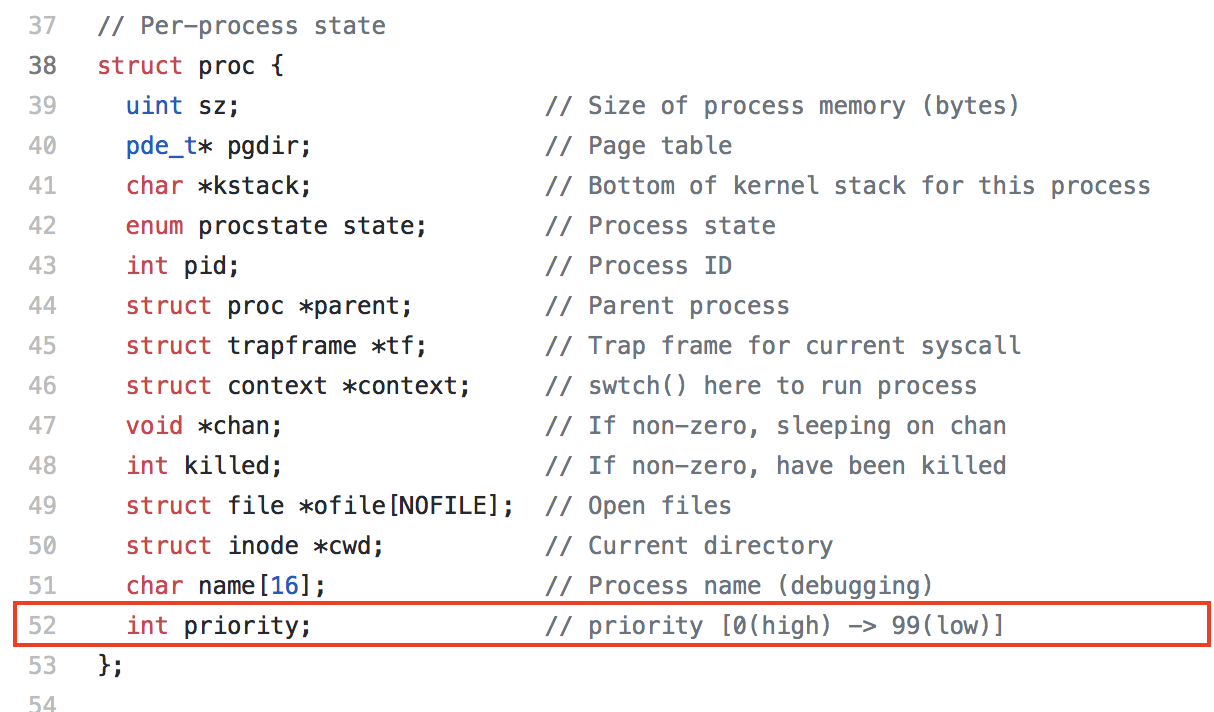 37 // Per-process state
38 struct proc {
39 uint sz; // Size of process memory (bytes)
40 pde_t* pgdir; // Page table
41 char *kstack; // Bottom of kernel stack for this process
42 enum procstate state; // Process state
43 int pid; // Process ID
44 struct proc *parent; // Parent process
45 struct trapframe *tf; // Trap frame for current syscall
46 struct context *context; // swtch() here to run process
47 void *chan; // If non-zero, sleeping on chan
48 int killed; // If non-zero, have been killed
49 struct file *ofile[NOFILE]; // Open files
50 struct inode *cwd; // Current directory
51 char name[16]; // Process name (debugging)
52 int priority; // priority [0(high) -> 99(low)]
53 };
54